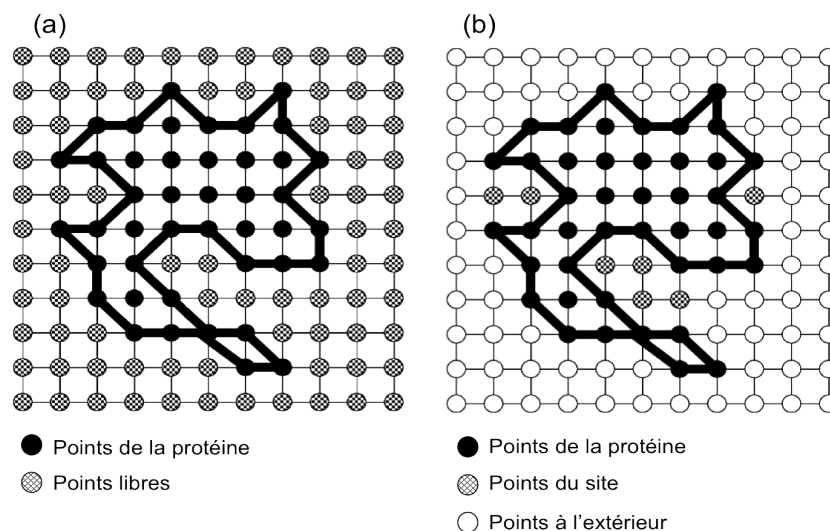 (a)
(b)
Points de la protéine
Points libres
Points de la protéine
Points du site
Points à l'extérieur